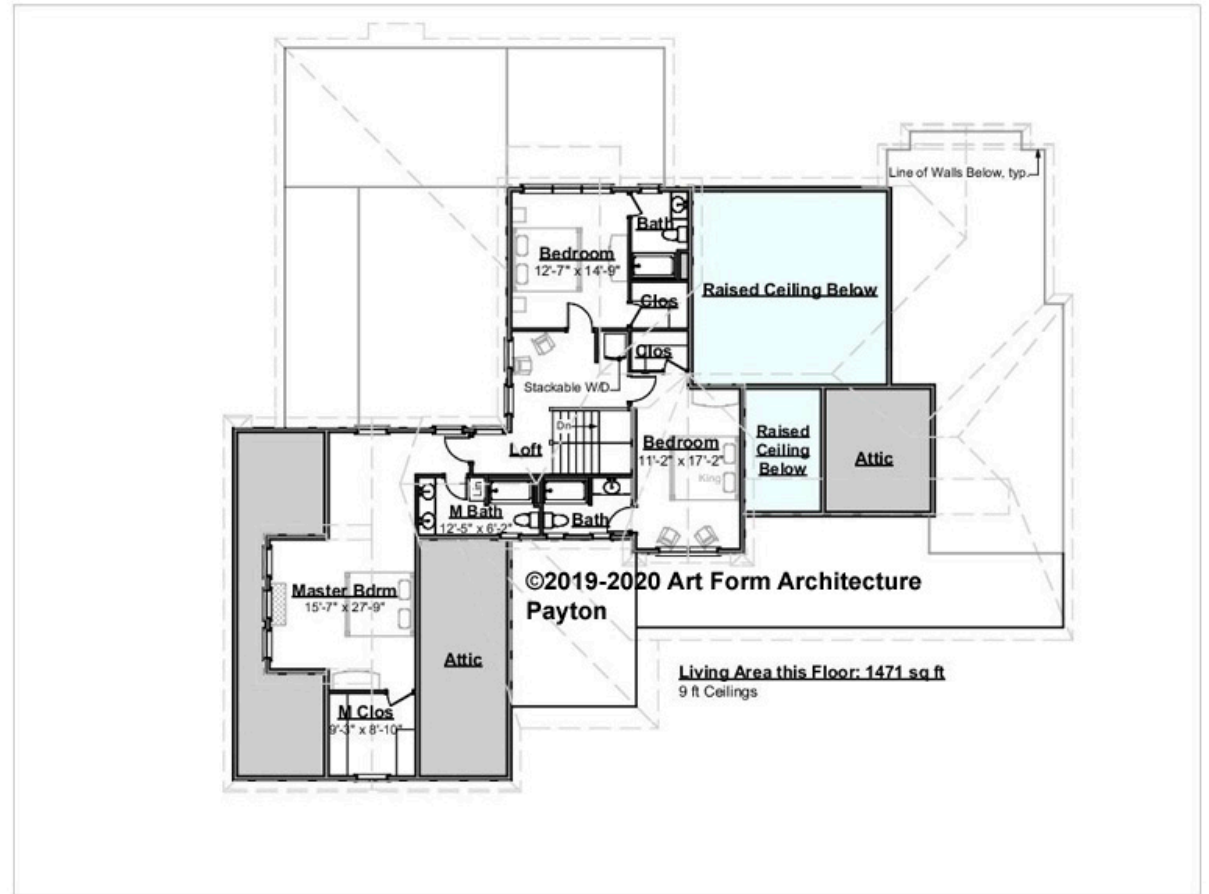 Line of Walls Below, typ.
Bath
Bedroom
12'-7" x 14'-9"
Raised Ceiling Below
Clos
Clos
Stackable W/D
Dn
Loft
Bedroom
11'-2" x 17'-2"
King
Raised
Ceiling
Below
Attic
Lin
M Bath
12'-5" x 6'-2"
Bath
©2019-2020 Art Form Architecture
Payton
Master Bdrm
15'-7" x 27'-9"
Attic
Living Area this Floor: 1471 sq ft
9 ft Ceilings
M Clos
9'-3" x 8'-10"